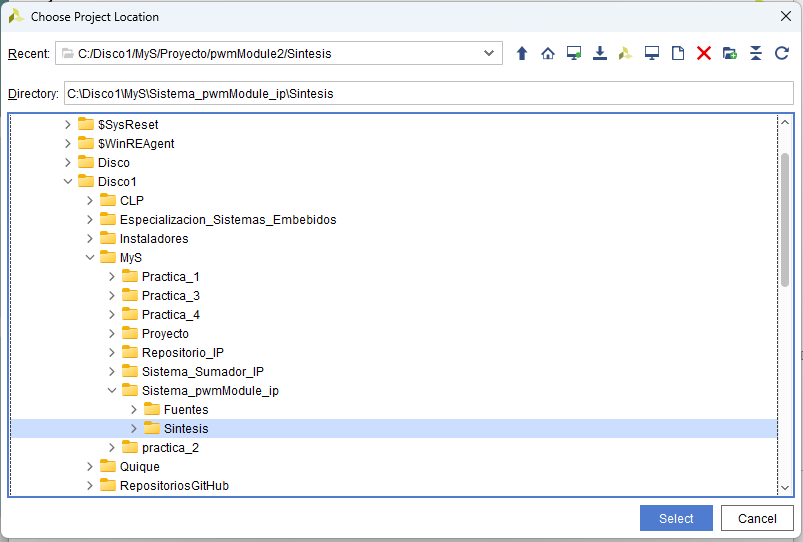 Choose Project Location
Recent: C:/Disco1/MyS/Proyecto/pwmModule2/Sintesis
Directory: C:\Disco1\MyS\Sistema_pwmModule_ip\Sintesis
$SysReset
$WinREAgent
Disco
Disco1
CLP
Especializacion_Sistemas_Embebidos
Instaladores
MyS
Practica_1
Practica_3
Practica_4
Proyecto
Repositorio_IP
Sistema_Sumador_IP
Sistema_pwmModule_ip
Fuentes
Sintesis
practica_2
Quique
RepositoriosGitHub
Select Cancel